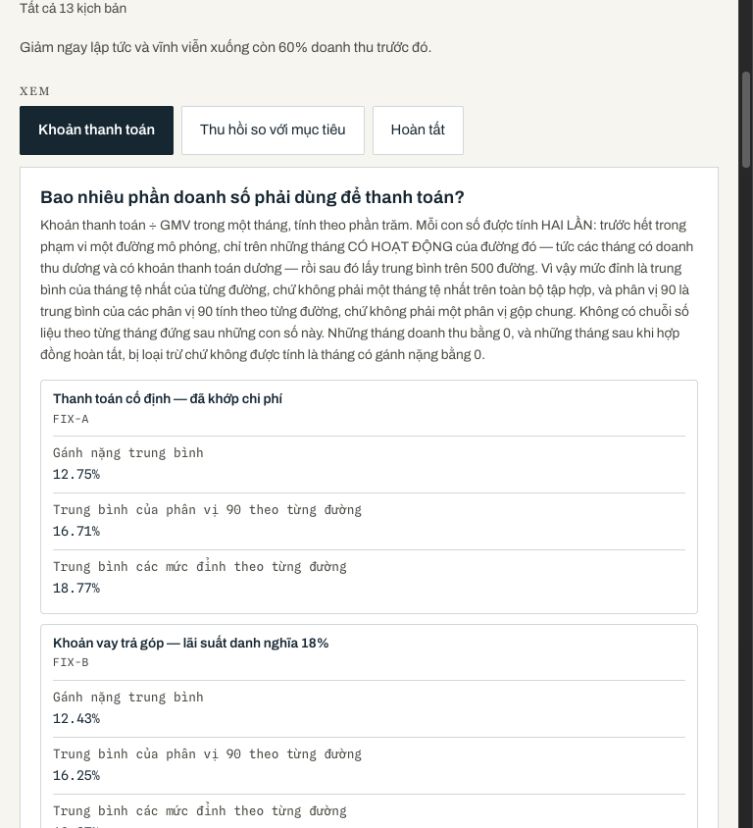 Tất cả 13 kịch bản
Giảm ngay lập tức và vĩnh viễn xuống còn 60% doanh thu trước đó.
XEM
Khoản thanh toán
Thu hồi so với mục tiêu
Hoàn tất
Bao nhiêu phần doanh số phải dùng để thanh toán?
Khoản thanh toán ÷ GMV trong một tháng, tính theo phần trăm. Mỗi con số được tính HAI LẦN: trước hết trong
phạm vi một đường mô phỏng, chỉ trên những tháng CÓ HOẠT ĐỘNG của đường đó — tức các tháng có doanh
thu dương và có khoản thanh toán dương — rồi sau đó lấy trung bình trên 500 đường. Vì vậy mức đỉnh là trung
bình của tháng tệ nhất của từng đường, chứ không phải một tháng tệ nhất trên toàn bộ tập hợp, và phân vị 90 là
trung bình của các phân vị 90 tính theo từng đường, chứ không phải một phân vị gộp chung. Không có chuỗi số
liệu theo từng tháng đứng sau những con số này. Những tháng doanh thu bằng 0, và những tháng sau khi hợp
đồng hoàn tất, bị loại trừ chứ không được tính là tháng có gánh nặng bằng 0.
Thanh toán cố định — đã khớp chi phí
FIX-A
Gánh nặng trung bình
12.75%
Trung bình của phân vị 90 theo từng đường
16.71%
Trung bình các mức đỉnh theo từng đường
18.77%
Khoản vay trả góp — lãi suất danh nghĩa 18%
FIX-B
Gánh nặng trung bình
12.43%
Trung bình của phân vị 90 theo từng đường
16.25%
Trung bình các mức đỉnh theo từng đường